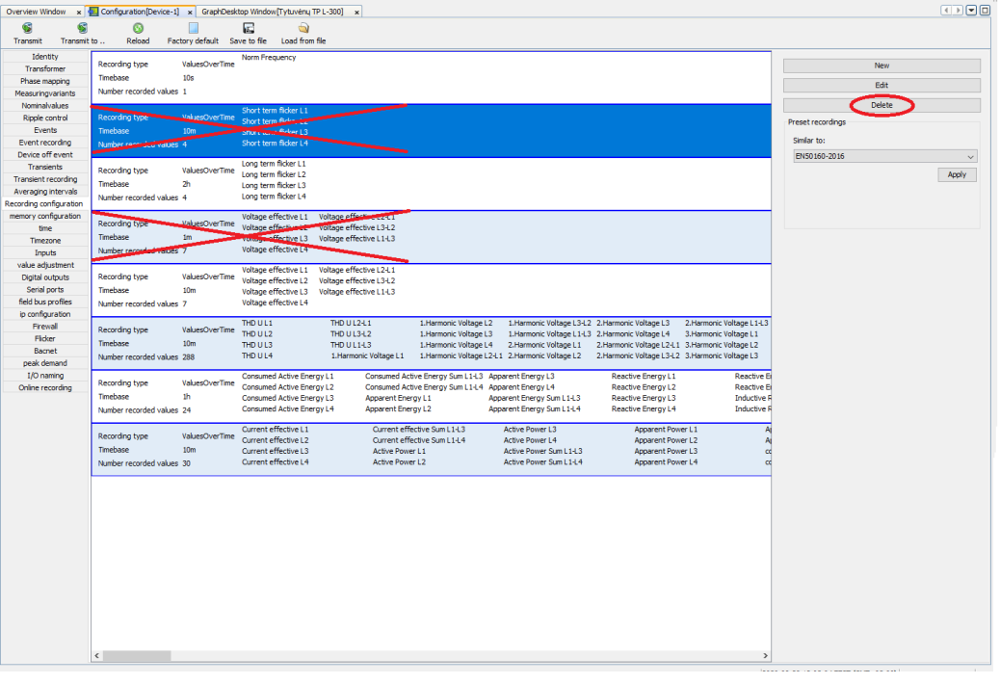 Overview Window x Configuration[Device-1] x GraphDesktop Window[Tytuvėnų TP L-300] x
Transmit Transmit to .. Reload Factory default Save to file Load from file
Identity
Transformer
Phase mapping
Measuringvariants
Nominalvalues
Ripple control
Events
Event recording
Device off event
Transients
Transient recording
Averaging intervals
Recording configuration
memory configuration
time
Timezone
Inputs
value adjustment
Digital outputs
Serial ports
field bus profiles
ip configuration
Firewall
Flicker
Bacnet
peak demand
I/O naming
Online recording
Recording type ValuesOverTime Norm Frequency
Timebase 10s
Number recorded values 1
Recording type ValuesOverTime
Timebase 10m
Number recorded values 4
Short term flicker L1
Short term flicker L2
Short term flicker L3
Short term flicker L4
Recording type ValuesOverTime
Timebase 2h
Number recorded values 4
Long term flicker L1
Long term flicker L2
Long term flicker L3
Long term flicker L4
Recording type ValuesOverTime
Timebase 1m
Number recorded values 7
Voltage effective L1 Voltage effective L2-L1
Voltage effective L2 Voltage effective L3-L2
Voltage effective L3 Voltage effective L1-L3
Voltage effective L4
Recording type ValuesOverTime
Timebase 10m
Number recorded values 7
Voltage effective L1 Voltage effective L2-L1
Voltage effective L2 Voltage effective L3-L2
Voltage effective L3 Voltage effective L1-L3
Voltage effective L4
Recording type ValuesOverTime
Timebase 10m
Number recorded values 288
THD U L1 THD U L2-L1 1.Harmonic Voltage L2 1.Harmonic Voltage L3-L2 2.Harmonic Voltage L3 2.Harmonic Voltage L1-L3
THD U L2 THD U L3-L2 1.Harmonic Voltage L3 1.Harmonic Voltage L1-L3 2.Harmonic Voltage L4 3.Harmonic Voltage L1
THD U L3 THD U L1-L3 1.Harmonic Voltage L4 2.Harmonic Voltage L1 2.Harmonic Voltage L2-L1 3.Harmonic Voltage L2
THD U L4 1.Harmonic Voltage L1 1.Harmonic Voltage L2-L1 2.Harmonic Voltage L2 2.Harmonic Voltage L3-L2 3.Harmonic Voltage L3
Recording type ValuesOverTime
Timebase 1h
Number recorded values 24
Consumed Active Energy L1 Consumed Active Energy Sum L1-L3 Apparent Energy L3 Reactive Energy L1 Reactive E
Consumed Active Energy L2 Consumed Active Energy Sum L1-L4 Apparent Energy L4 Reactive Energy L2 Reactive E
Consumed Active Energy L3 Apparent Energy L1 Apparent Energy Sum L1-L3 Reactive Energy L3 Inductive R
Consumed Active Energy L4 Apparent Energy L2 Apparent Energy Sum L1-L4 Reactive Energy L4 Inductive R
Recording type ValuesOverTime
Timebase 10m
Number recorded values 30
Current effective L1 Current effective Sum L1-L3 Active Power L3 Apparent Power L1 A
Current effective L2 Current effective Sum L1-L4 Active Power L4 Apparent Power L2 A
Current effective L3 Active Power L1 Active Power Sum L1-L3 Apparent Power L3 co
Current effective L4 Active Power L2 Active Power Sum L1-L4 Apparent Power L4 co
New
Edit
Delete
Preset recordings
Similar to:
EN50160-2016
Apply